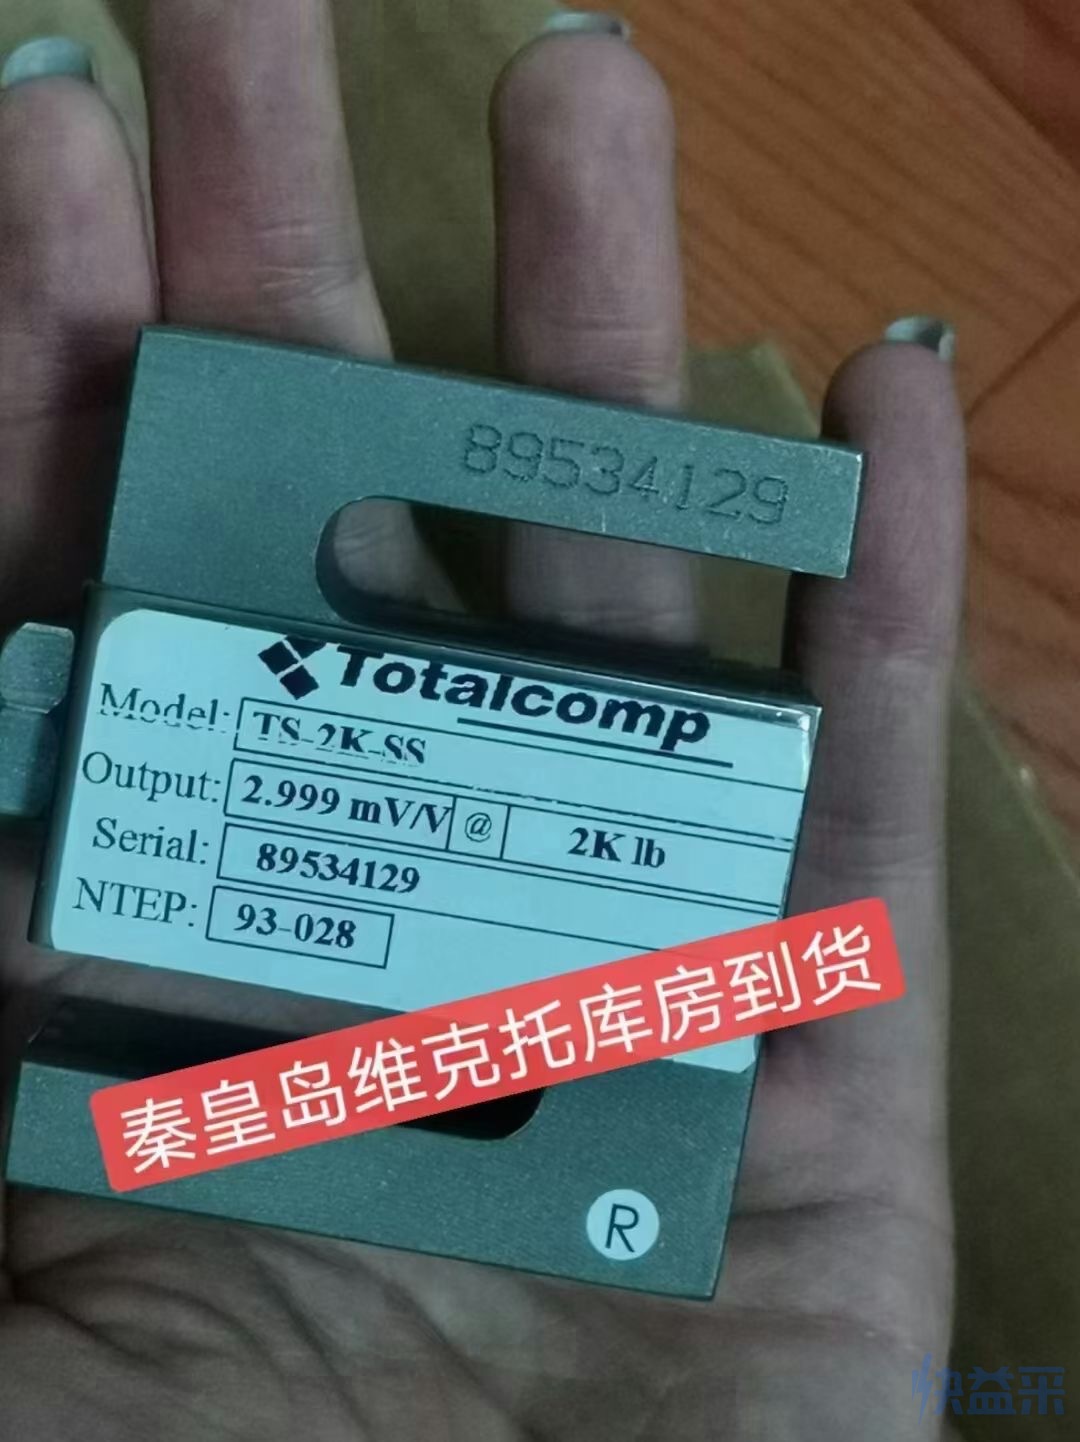 89534129
Totalcomp
Model: TS-2K-SS
Output: 2.999 mV/V @ 2K lb
Serial: 89534129
NTEP: 93-028
秦皇岛维克托库房到货
R
快益采